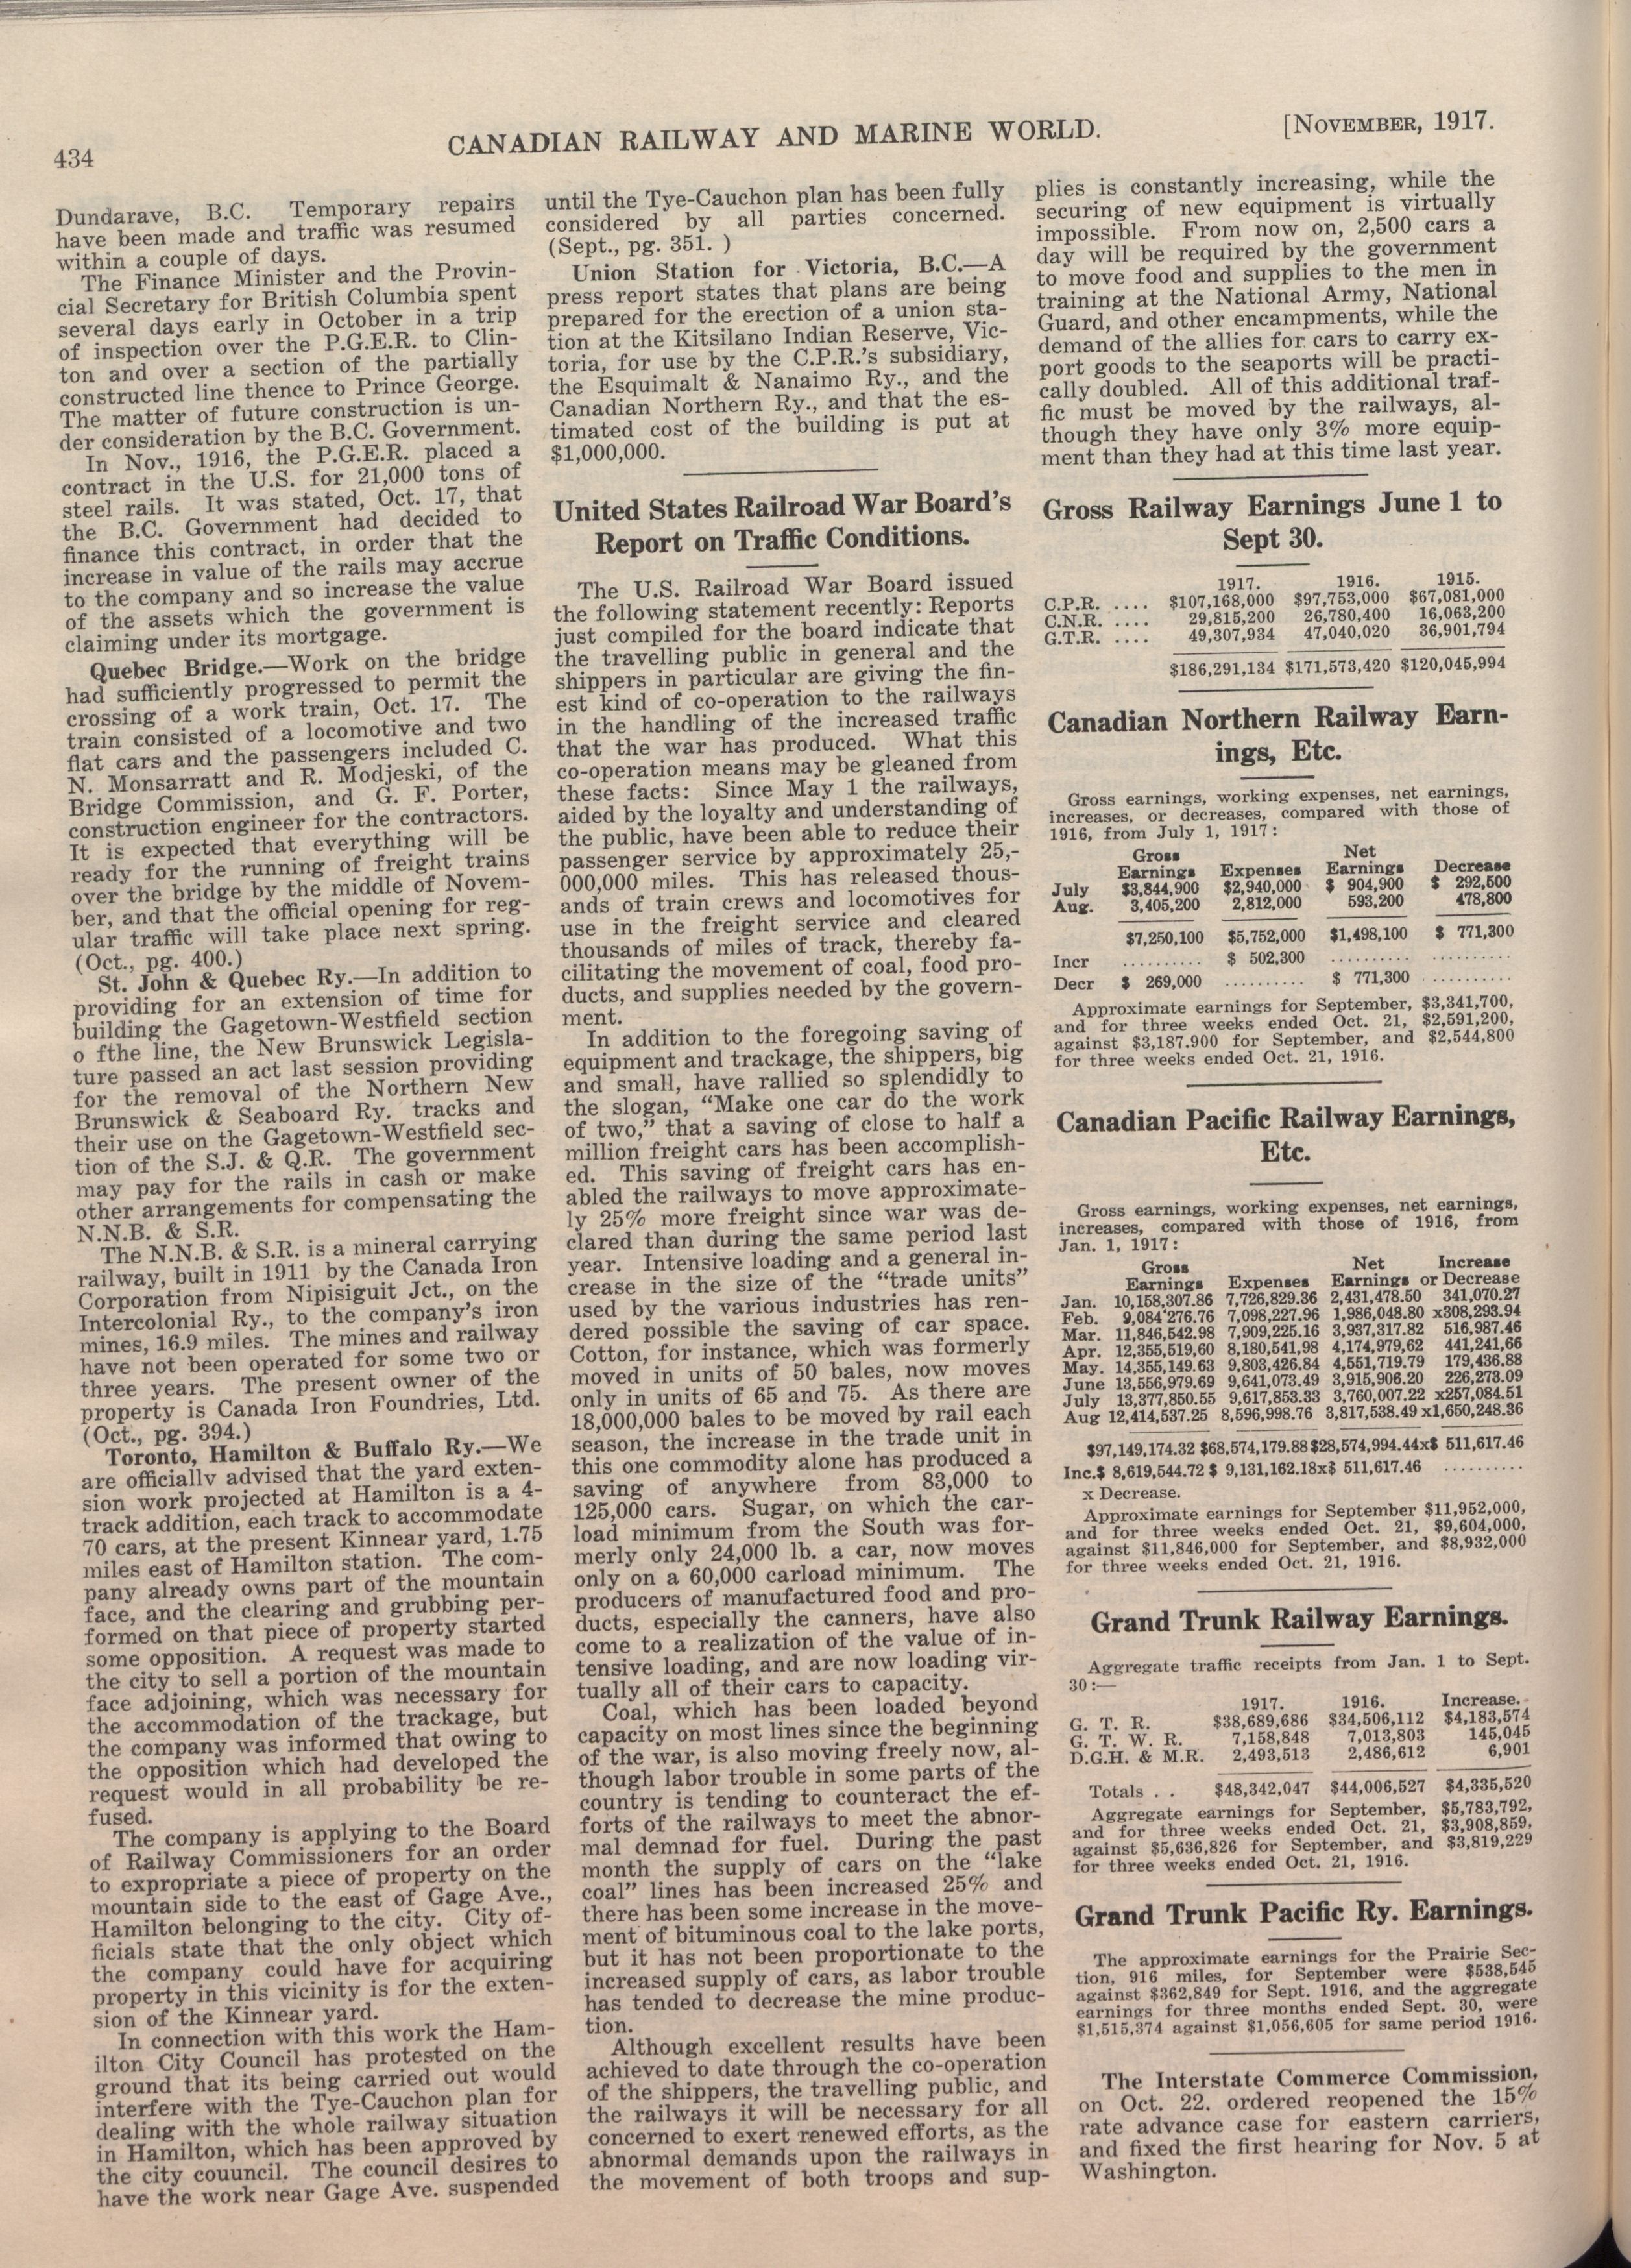 434
CANADIAN RAILWAY AND MARINE WORLD.
[NOVEMBER, 1917.
Dundarave, B.C. Temporary repairs
have been made and traffic was resumed
within a couple of days.
The Finance Minister and the Provin-
cial Secretary for British Columbia spent
several days early in October in a trip
of inspection over the P.G.E.R. to Clin-
ton and over a section of the partially
constructed line thence to Prince George.
The matter of future construction is un-
der consideration by the B.C. Government.
In Nov., 1916, the P.G.E.R. placed a
contract in the U.S. for 21,000 tons of
steel rails. It was stated, Oct. 17, that
the B.C. Government had decided to
finance this contract, in order that the
increase in value of the rails may accrue
to the company and so increase the value
of the assets which the government is
claiming under its mortgage.
Quebec Bridge.—Work on the bridge
had sufficiently progressed to permit the
crossing of a work train, Oct. 17. The
train consisted of a locomotive and two
flat cars and the passengers included C.
N. Monsarratt and R. Modjeski, of the
Bridge Commission, and G. F. Porter,
construction engineer for the contractors.
It is expected that everything will be
ready for the running of freight trains
over the bridge by the middle of Novem-
ber, and that the official opening for reg-
ular traffic will take place next spring.
(Oct., pg. 400.)
St. John & Quebec Ry.—In addition to
providing for an extension of time for
building the Gagetown-Westfield section
o fthe line, the New Brunswick Legisla-
ture passed an act last session providing
for the removal of the Northern New
Brunswick & Seaboard Ry. tracks and
their use on the Gagetown-Westfield sec-
tion of the S.J. & Q.R. The government
may pay for the rails in cash or make
other arrangements for compensating the
N.N.B. & S.R.
The N.N.B. & S.R. is a mineral carrying
railway, built in 1911 by the Canada Iron
Corporation from Nipisiguit Jct., on the
Intercolonial Ry., to the company's iron
mines, 16.9 miles. The mines and railway
have not been operated for some two or
three years. The present owner of the
property is Canada Iron Foundries, Ltd.
(Oct., pg. 394.)
Toronto, Hamilton & Buffalo Ry.—We
are officially advised that the yard exten-
sion work projected at Hamilton is a 4-
track addition, each track to accommodate
70 cars, at the present Kinnear yard, 1.75
miles east of Hamilton station. The com-
pany already owns part of the mountain
face, and the clearing and grubbing per-
formed on that piece of property started
some opposition. A request was made to
the city to sell a portion of the mountain
face adjoining, which was necessary for
the accommodation of the trackage, but
the company was informed that owing to
the opposition which had developed the
request would in all probability be re-
fused.
The company is applying to the Board
of Railway Commissioners for an order
to expropriate a piece of property on the
mountain side to the east of Gage Ave.,
Hamilton belonging to the city. City of-
ficials state that the only object which
the company could have for acquiring
property in this vicinity is for the exten-
sion of the Kinnear yard.
In connection with this work the Ham-
ilton City Council has protested on the
ground that its being carried out would
interfere with the Tye-Cauchon plan for
dealing with the whole railway situation
in Hamilton, which has been approved by
the city couuncil. The council desires to
have the work near Gage Ave. suspended
until the Tye-Cauchon plan has been fully
considered by all parties concerned.
(Sept., pg. 351. )
Union Station for Victoria, B.C.—A
press report states that plans are being
prepared for the erection of a union sta-
tion at the Kitsilano Indian Reserve, Vic-
toria, for use by the C.P.R.'s subsidiary,
the Esquimalt & Nanaimo Ry., and the
Canadian Northern Ry., and that the es-
timated cost of the building is put at
$1,000,000.
United States Railroad War Board's
Report on Traffic Conditions.
The U.S. Railroad War Board issued
the following statement recently: Reports
just compiled for the board indicate that
the travelling public in general and the
shippers in particular are giving the fin-
est kind of co-operation to the railways
in the handling of the increased traffic
that the war has produced. What this
co-operation means may be gleaned from
these facts: Since May 1 the railways,
aided by the loyalty and understanding of
the public, have been able to reduce their
passenger service by approximately 25,-
000,000 miles. This has released thous-
ands of train crews and locomotives for
use in the freight service and cleared
thousands of miles of track, thereby fa-
cilitating the movement of coal, food pro-
ducts, and supplies needed by the govern-
ment.
In addition to the foregoing saving of
equipment and trackage, the shippers, big
and small, have rallied so splendidly to
the slogan, "Make one car do the work
of two," that a saving of close to half a
million freight cars has been accomplish-
ed. This saving of freight cars has en-
abled the railways to move approximate-
ly 25% more freight since war was de-
clared than during the same period last
year. Intensive loading and a general in-
crease in the size of the "trade units"
used by the various industries has ren-
dered possible the saving of car space.
Cotton, for instance, which was formerly
moved in units of 50 bales, now moves
only in units of 65 and 75. As there are
18,000,000 bales to be moved by rail each
season, the increase in the trade unit in
this one commodity alone has produced a
saving of anywhere from 83,000 to
125,000 cars. Sugar, on which the car-
load minimum from the South was for-
merly only 24,000 lb. a car, now moves
only on a 60,000 carload minimum. The
producers of manufactured food and pro-
ducts, especially the canners, have also
come to a realization of the value of in-
tensive loading, and are now loading vir-
tually all of their cars to capacity.
Coal, which has been loaded beyond
capacity on most lines since the beginning
of the war, is also moving freely now, al-
though labor trouble in some parts of the
country is tending to counteract the ef-
forts of the railways to meet the abnor-
mal demnad for fuel. During the past
month the supply of cars on the "lake
coal" lines has been increased 25% and
there has been some increase in the move-
ment of bituminous coal to the lake ports,
but it has not been proportionate to the
increased supply of cars, as labor trouble
has tended to decrease the mine produc-
tion.
Although excellent results have been
achieved to date through the co-operation
of the shippers, the travelling public, and
the railways it will be necessary for all
concerned to exert renewed efforts, as the
abnormal demands upon the railways in
the movement of both troops and sup-
plies is constantly increasing, while the
securing of new equipment is virtually
impossible. From now on, 2,500 cars a
day will be required by the government
to move food and supplies to the men in
training at the National Army, National
Guard, and other encampments, while the
demand of the allies for cars to carry ex-
port goods to the seaports will be practi-
cally doubled. All of this additional traf-
fic must be moved by the railways, al-
though they have only 3% more equip-
ment than they had at this time last year.
Gross Railway Earnings June 1 to
Sept 30.
1917. 1916. 1915.
C.P.R. .... $107,168,000 $97,753,000 $67,081,000
C.N.R. .... 29,815,200 26,780,400 16,063,200
G.T.R. .... 49,307,934 47,040,020 36,901,794
$186,291,134 $171,573,420 $120,045,994
Canadian Northern Railway Earn-
ings, Etc.
Gross earnings, working expenses, net earnings,
increases, or decreases, compared with those of
1916, from July 1, 1917:
Gross Net
Earnings Expenses Earnings Decrease
July $3,844,900 $2,940,000 $ 904,900 $ 292,500
Aug. 3,405,200 2,812,000 593,200 478,800
$7,250,100 $5,752,000 $1,498,100 $ 771,300
Incr .......... $ 502,300 .......... ..........
Decr $ 269,000 .......... $ 771,300 ..........
Approximate earnings for September, $3,341,700,
and for three weeks ended Oct. 21, $2,591,200,
against $3,187.900 for September, and $2,544,800
for three weeks ended Oct. 21, 1916.
Canadian Pacific Railway Earnings,
Etc.
Gross earnings, working expenses, net earnings,
increases, compared with those of 1916, from
Jan. 1, 1917:
Gross Net Increase
Earnings Expenses Earnings or Decrease
Jan. 10,158,307.86 7,726,829.36 2,431,478.50 341,070.27
Feb. 9,084'276.76 7,098,227.96 1,986,048.80 x308,293.94
Mar. 11,846,542.98 7,909,225.16 3,937,317.82 516,987.46
Apr. 12,355,519,60 8,180,541,98 4,174,979,62 441,241,66
May. 14,355,149.63 9,803,426.84 4,551,719.79 179,436.88
June 13,556,979.69 9,641,073.49 3,915,906.20 226,273.09
July 13,377,850.55 9,617,853.33 3,760,007.22 x257,084.51
Aug 12,414,537.25 8,596,998.76 3,817,538.49 x1,650,248.36
$97,149,174.32 $68,574,179.88 $28,574,994.44x$ 511,617.46
Inc.$ 8,619,544.72 $ 9,131,162.18x$ 511,617.46 ..........
x Decrease.
Approximate earnings for September $11,952,000,
and for three weeks ended Oct. 21, $9,604,000,
against $11,846,000 for September, and $8,932,000
for three weeks ended Oct. 21, 1916.
Grand Trunk Railway Earnings.
Aggregate traffic receipts from Jan. 1 to Sept.
30:—
1917. 1916. Increase.
G. T. R. $38,689,686 $34,506,112 $4,183,574
G. T. W. R. 7,158,848 7,013,803 145,045
D.G.H. & M.R. 2,493,513 2,486,612 6,901
Totals . . $48,342,047 $44,006,527 $4,335,520
Aggregate earnings for September, $5,783,792,
and for three weeks ended Oct. 21, $3,908,859,
against $5,636,826 for September, and $3,819,229
for three weeks ended Oct. 21, 1916.
Grand Trunk Pacific Ry. Earnings.
The approximate earnings for the Prairie Sec-
tion, 916 miles, for September were $538,545
against $362,849 for Sept. 1916, and the aggregate
earnings for three months ended Sept. 30, were
$1,515,374 against $1,056,605 for same period 1916.
The Interstate Commerce Commission,
on Oct. 22. ordered reopened the 15%
rate advance case for eastern carriers,
and fixed the first hearing for Nov. 5 at
Washington.